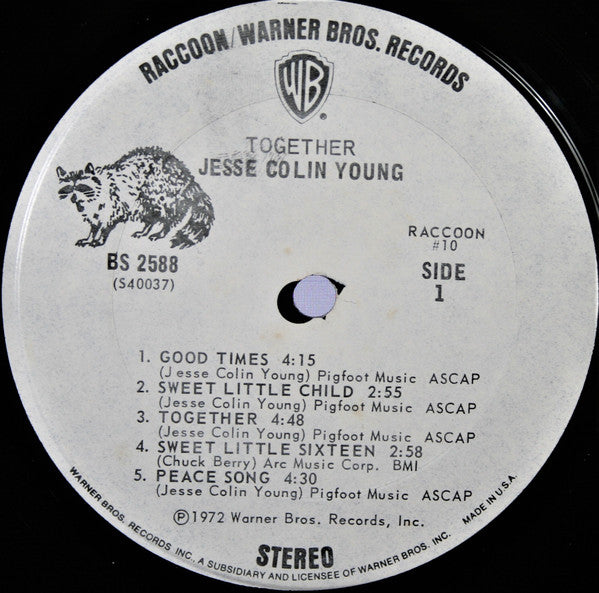 RACCOON/WARNER BROS. RECORDS
WB
®
TOGETHER
JESSE COLIN YOUNG
BS 2588
(S40037)
RACCOON
#10
SIDE
1
1. GOOD TIMES 4:15
(Jesse Colin Young) Pigfoot Music ASCAP
2. SWEET LITTLE CHILD 2:55
(Jesse Colin Young) Pigfoot Music ASCAP
3. TOGETHER 4:48
(Jesse Colin Young) Pigfoot Music ASCAP
4. SWEET LITTLE SIXTEEN 2:58
(Chuck Berry) Arc Music Corp. BMI
5. PEACE SONG 4:30
(Jesse Colin Young) Pigfoot Music ASCAP
℗1972 Warner Bros. Records, Inc.
STEREO
WARNER BROS. RECORDS INC. A SUBSIDIARY AND LICENSEE OF WARNER BROS. INC. MADE IN U.S.A.